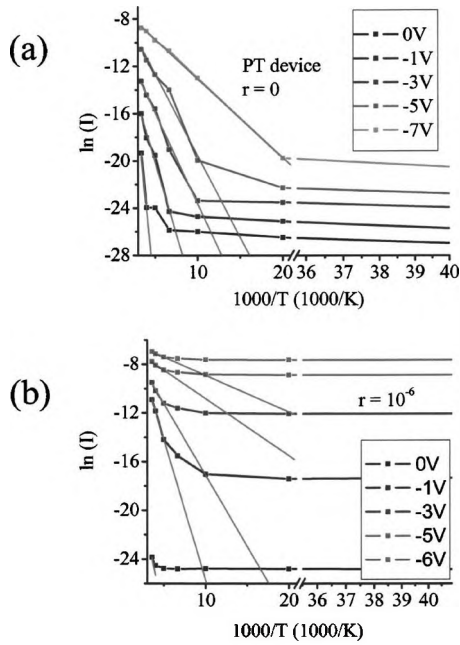 (a)
ln (I)
-8
-12
-16
-20
-24
-28
PT device
r = 0
0V
-1V
-3V
-5V
-7V
10 20 36 37 38 39 40
1000/T (1000/K)
(b)
ln (I)
-8
-12
-16
-20
-24
r = 10⁻⁶
0V
-1V
-3V
-5V
-6V
10 20 36 37 38 39 40
1000/T (1000/K)